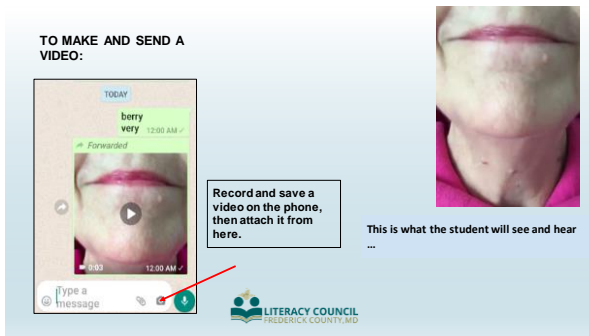 TO MAKE AND SEND A
VIDEO:
TODAY
berry
very 12:00 AM
Forwarded
0:03 12:00 AM
Type a
message
Record and save a
video on the phone,
then attach it from
here.
This is what the student will see and hear
...
LITERACY COUNCIL
FREDERICK COUNTY, MD